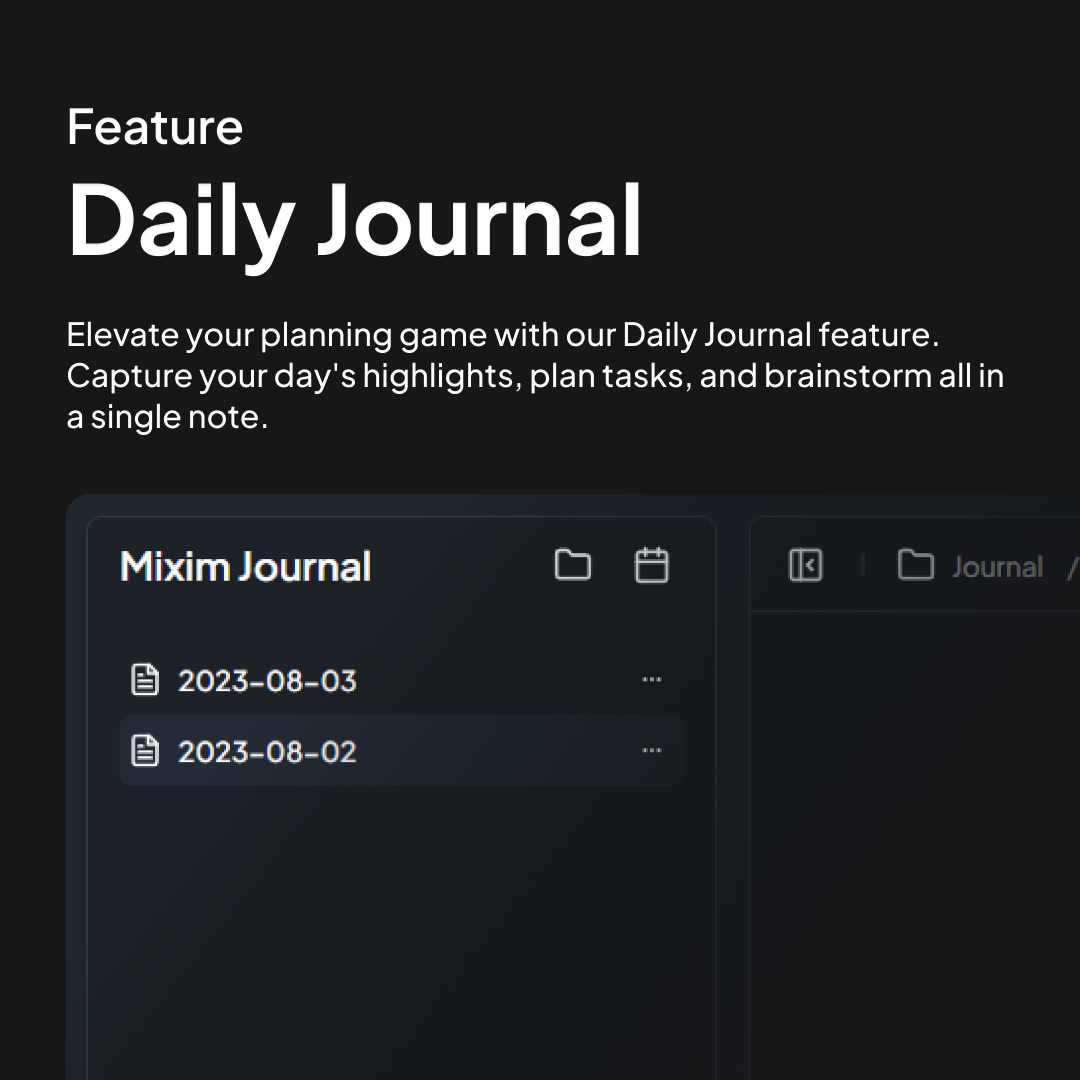 Feature
Daily Journal
Elevate your planning game with our Daily Journal feature.
Capture your day's highlights, plan tasks, and brainstorm all in
a single note.
Mixim Journal
Journal /
2023-08-03 ...
2023-08-02 ...